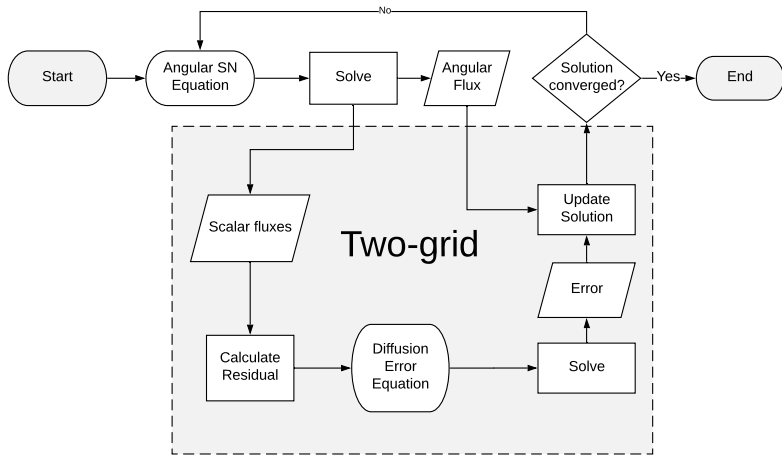 No
Start
Angular SN
Equation
Solve
Angular
Flux
Solution
converged?
Yes
End
Update
Solution
Scalar fluxes
Two-grid
Error
Calculate
Residual
Diffusion
Error
Equation
Solve